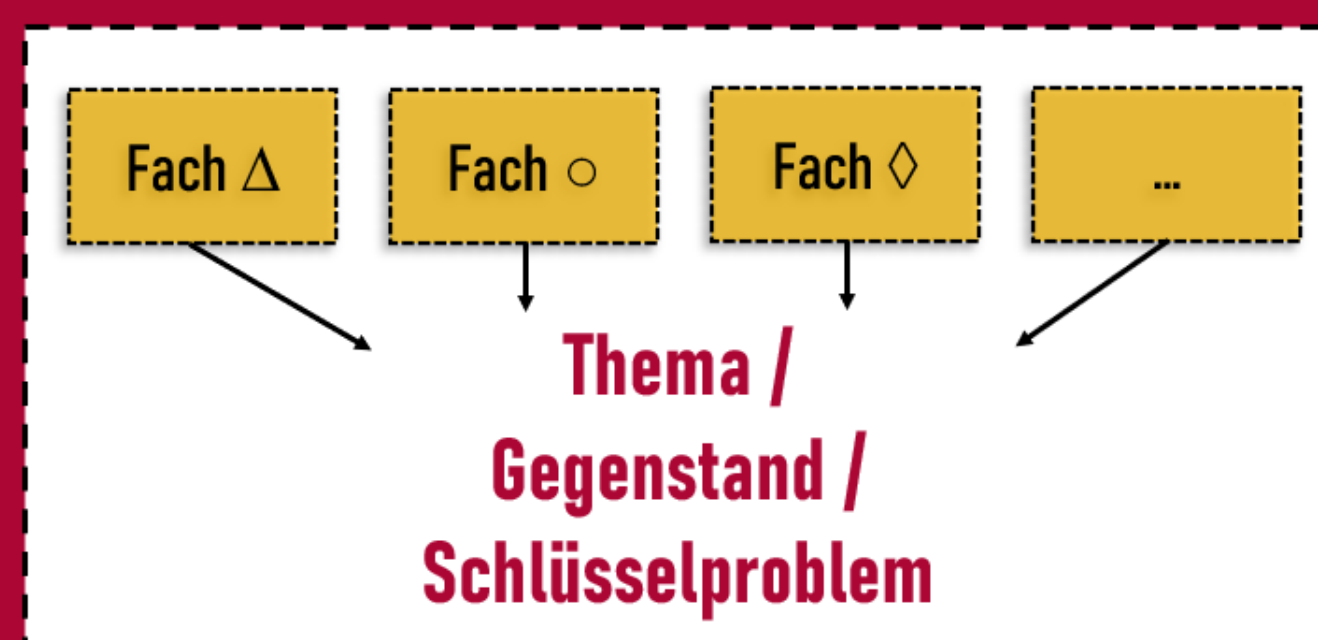 Fach Δ
Fach ○
Fach ◊
...
Thema /
Gegenstand /
Schlüsselproblem